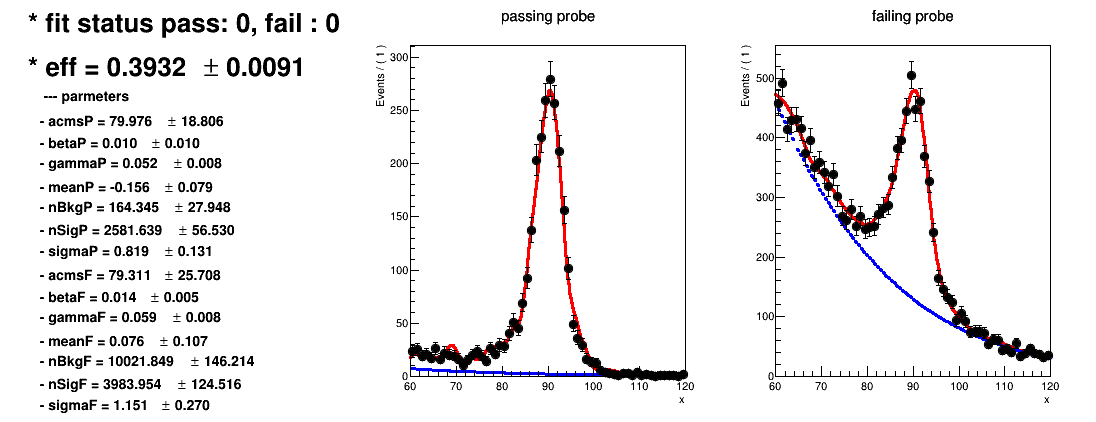 * fit status pass: 0, fail : 0
* eff = 0.3932 ± 0.0091
--- parmeters
- acmsP = 79.976 ± 18.806
- betaP = 0.010 ± 0.010
- gammaP = 0.052 ± 0.008
- meanP = -0.156 ± 0.079
- nBkgP = 164.345 ± 27.948
- nSigP = 2581.639 ± 56.530
- sigmaP = 0.819 ± 0.131
- acmsF = 79.311 ± 25.708
- betaF = 0.014 ± 0.005
- gammaF = 0.059 ± 0.008
- meanF = 0.076 ± 0.107
- nBkgF = 10021.849 ± 146.214
- nSigF = 3983.954 ± 124.516
- sigmaF = 1.151 ± 0.270
passing probe
Events / ( 1 )
300
250
200
150
100
50
0
60 70 80 90 100 110 120
x
failing probe
Events / ( 1 )
500
400
300
200
100
0
60 70 80 90 100 110 120
x